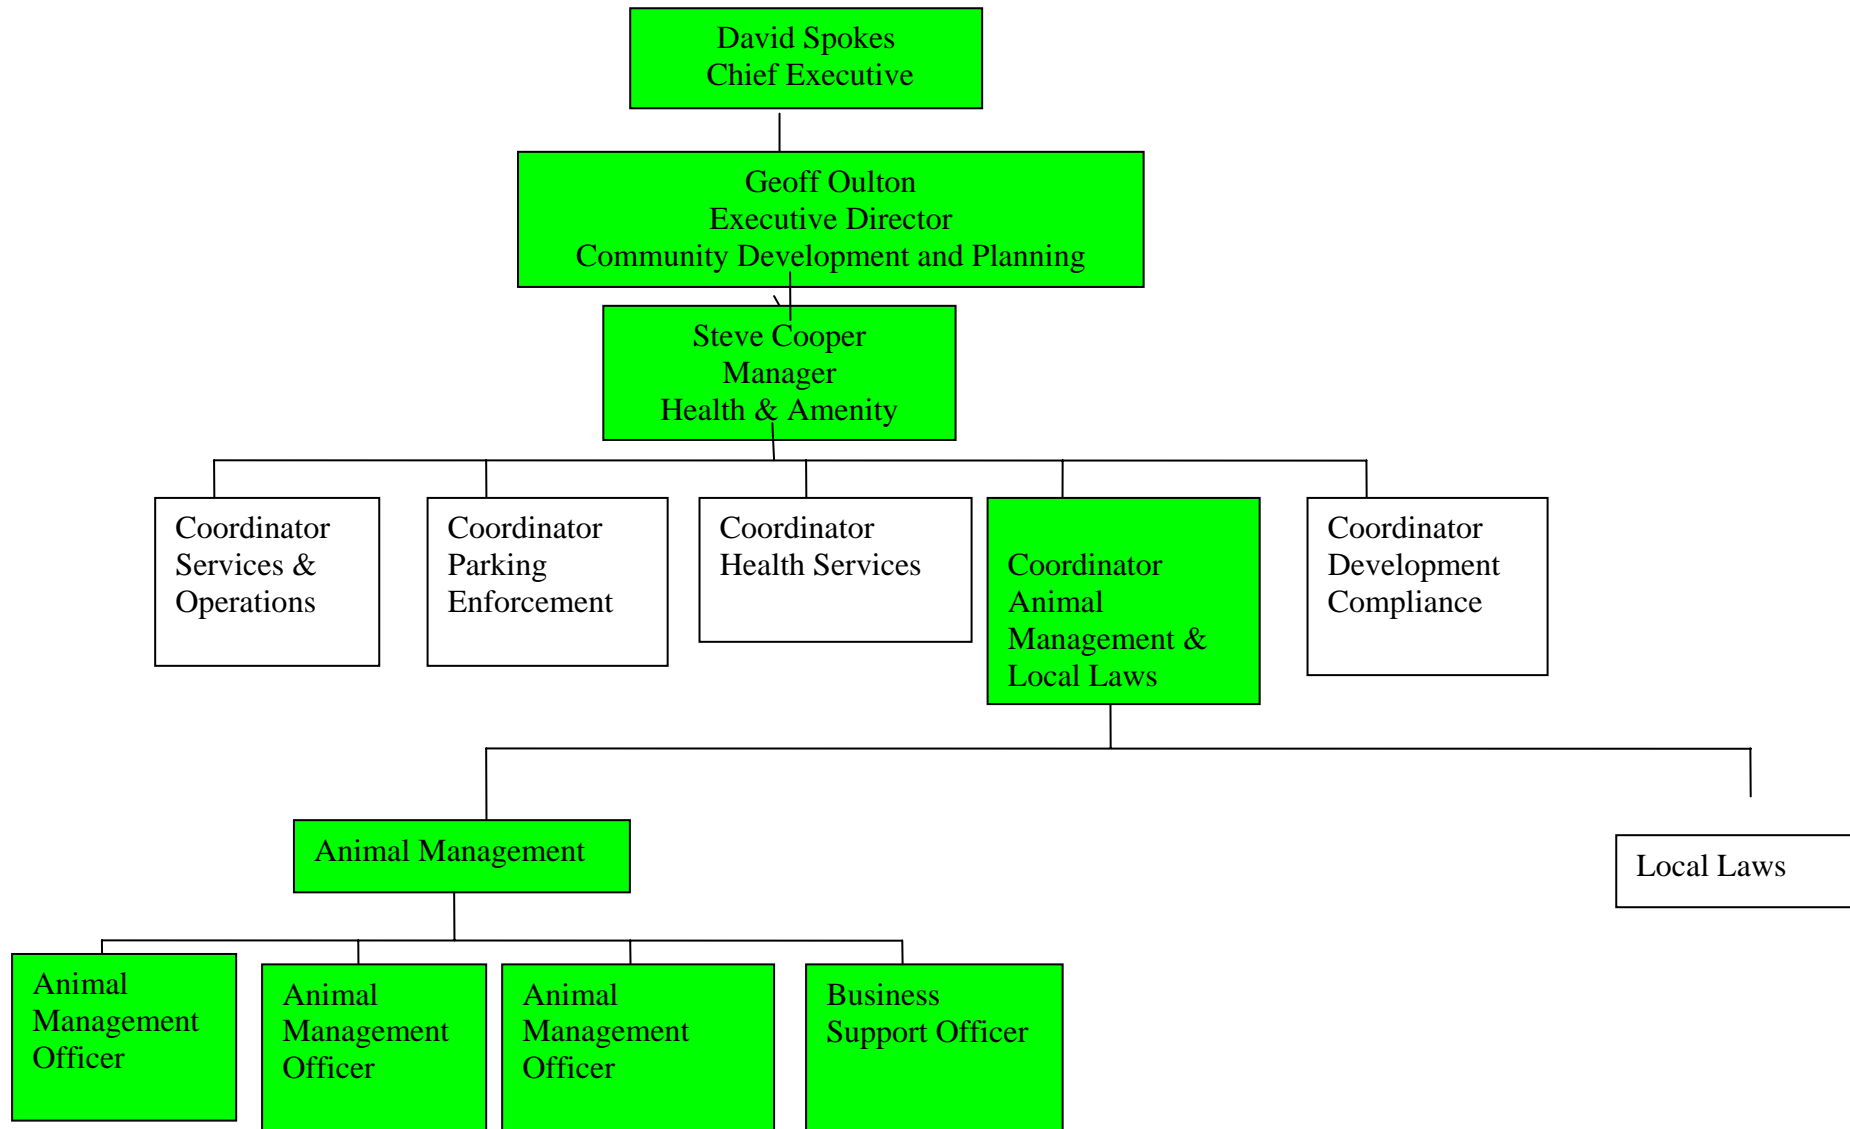 David Spokes
Chief Executive
Geoff Oulton
Executive Director
Community Development and Planning
Steve Cooper
Manager
Health & Amenity
Coordinator
Services &
Operations
Coordinator
Parking
Enforcement
Coordinator
Health Services
Coordinator
Animal
Management &
Local Laws
Coordinator
Development
Compliance
Animal Management
Local Laws
Animal
Management
Officer
Animal
Management
Officer
Animal
Management
Officer
Business
Support Officer